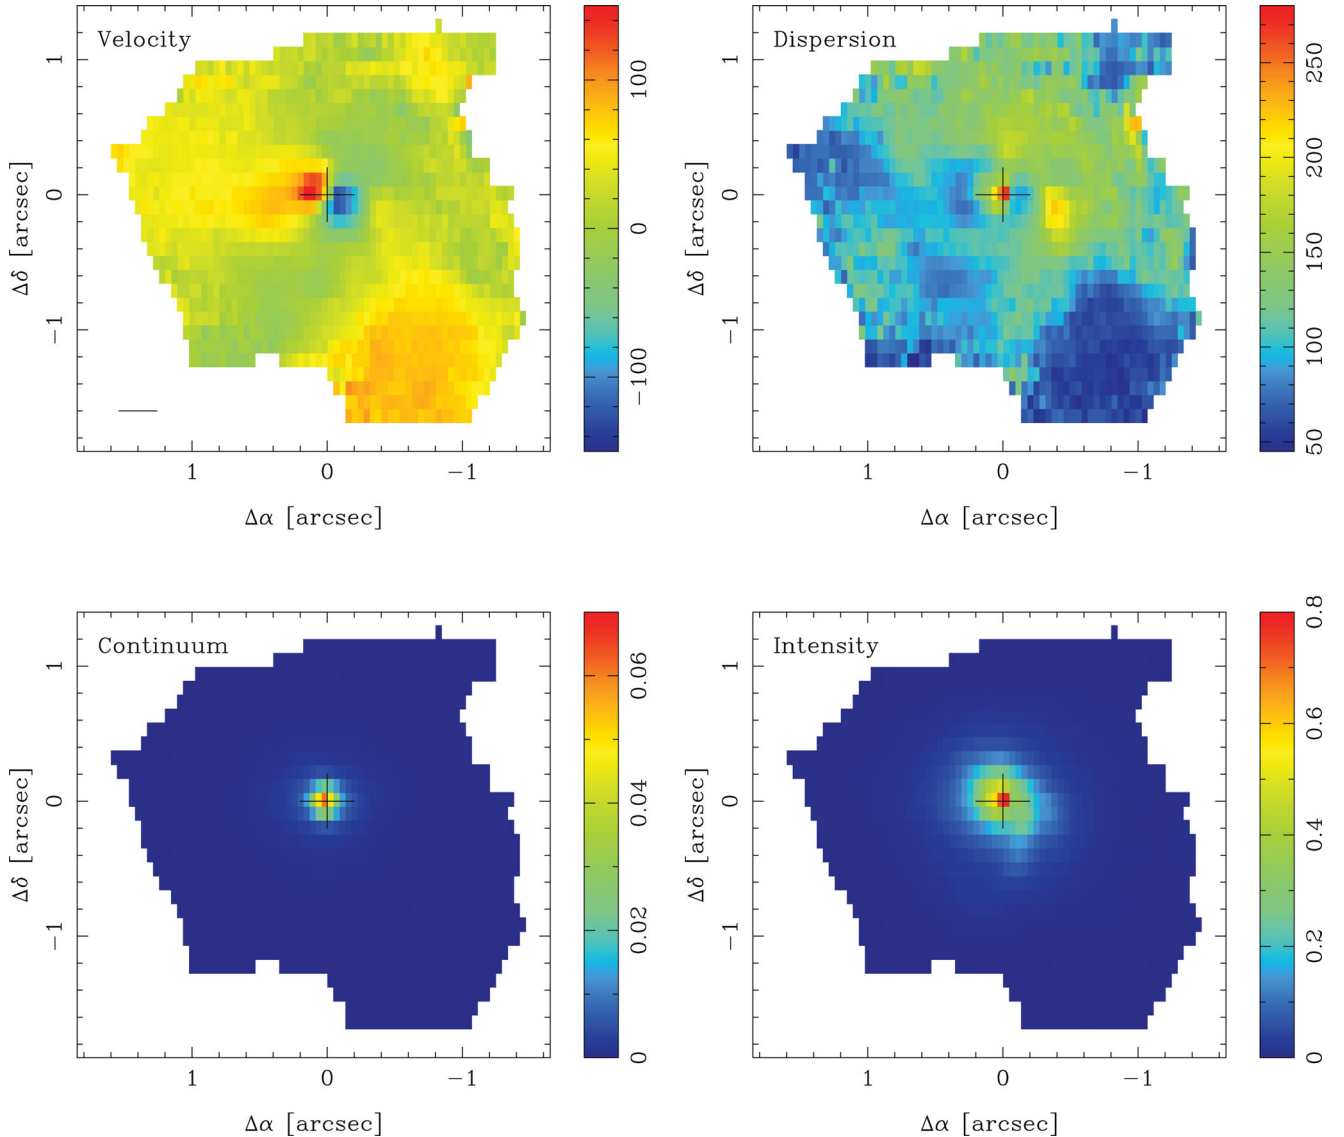 Velocity
1
0
−1
Δδ [arcsec]
1 0 −1
Δα [arcsec]
100
0
−100
Dispersion
1
0
−1
Δδ [arcsec]
1 0 −1
Δα [arcsec]
250
200
150
100
50
Continuum
1
0
−1
Δδ [arcsec]
1 0 −1
Δα [arcsec]
0.06
0.04
0.02
0
Intensity
1
0
−1
Δδ [arcsec]
1 0 −1
Δα [arcsec]
0.8
0.6
0.4
0.2
0